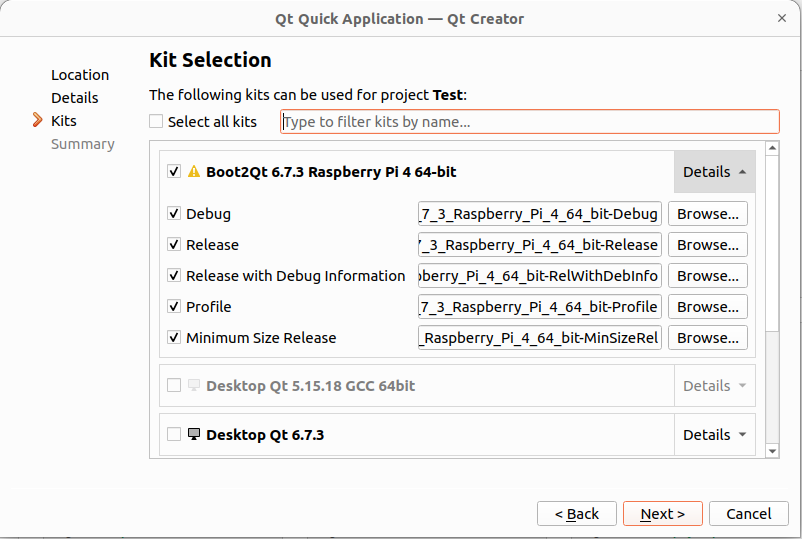 Qt Quick Application — Qt Creator
Location
Details
Kits
Summary
Kit Selection
The following kits can be used for project Test:
Select all kits
Type to filter kits by name...
Boot2Qt 6.7.3 Raspberry Pi 4 64-bit Details
Debug _7_3_Raspberry_Pi_4_64_bit-Debug Browse...
Release 7_3_Raspberry_Pi_4_64_bit-Release Browse...
Release with Debug Information berry_Pi_4_64_bit-RelWithDebInfo Browse...
Profile _7_3_Raspberry_Pi_4_64_bit-Profile Browse...
Minimum Size Release _Raspberry_Pi_4_64_bit-MinSizeRel Browse...
Desktop Qt 5.15.18 GCC 64bit Details
Desktop Qt 6.7.3 Details
< Back Next > Cancel